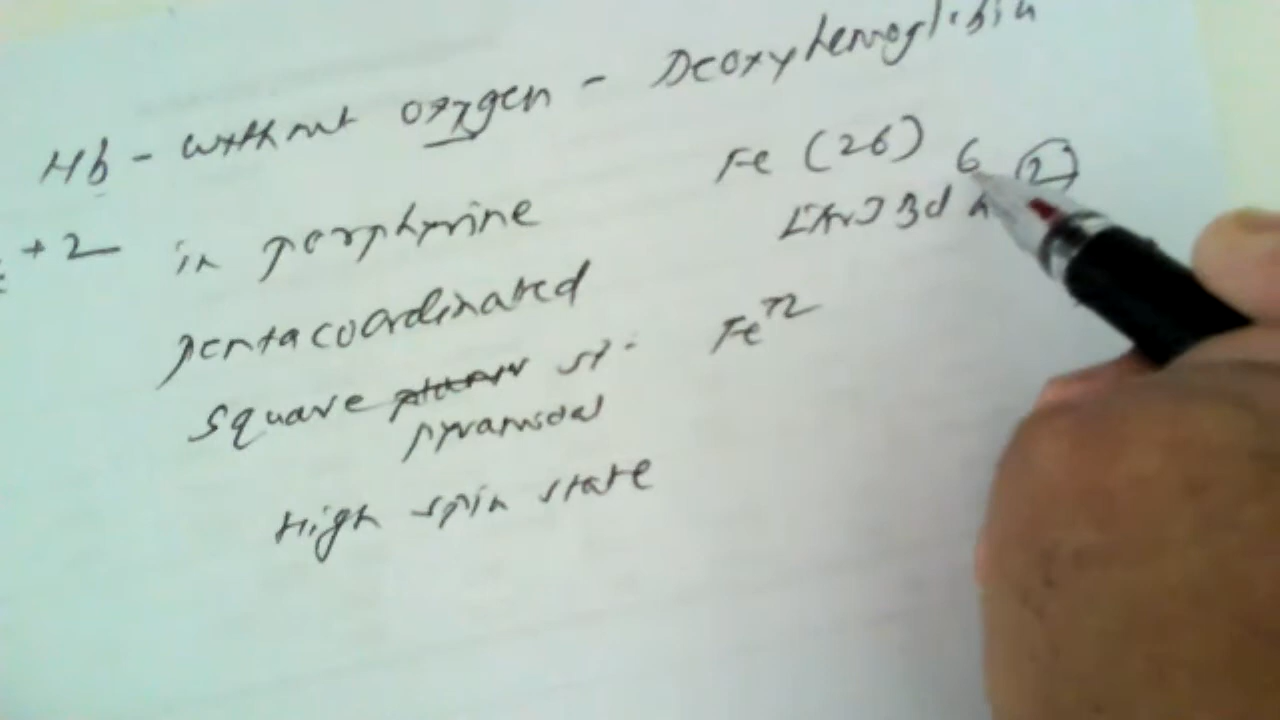 Hb - without oxygen - Deoxyhemoglobin
Fe (26) 6 2
+2 in porphyrine
[Ar] 3d
pentacoordinated
Fe+2
square planar st.
pyramidal
High spin state